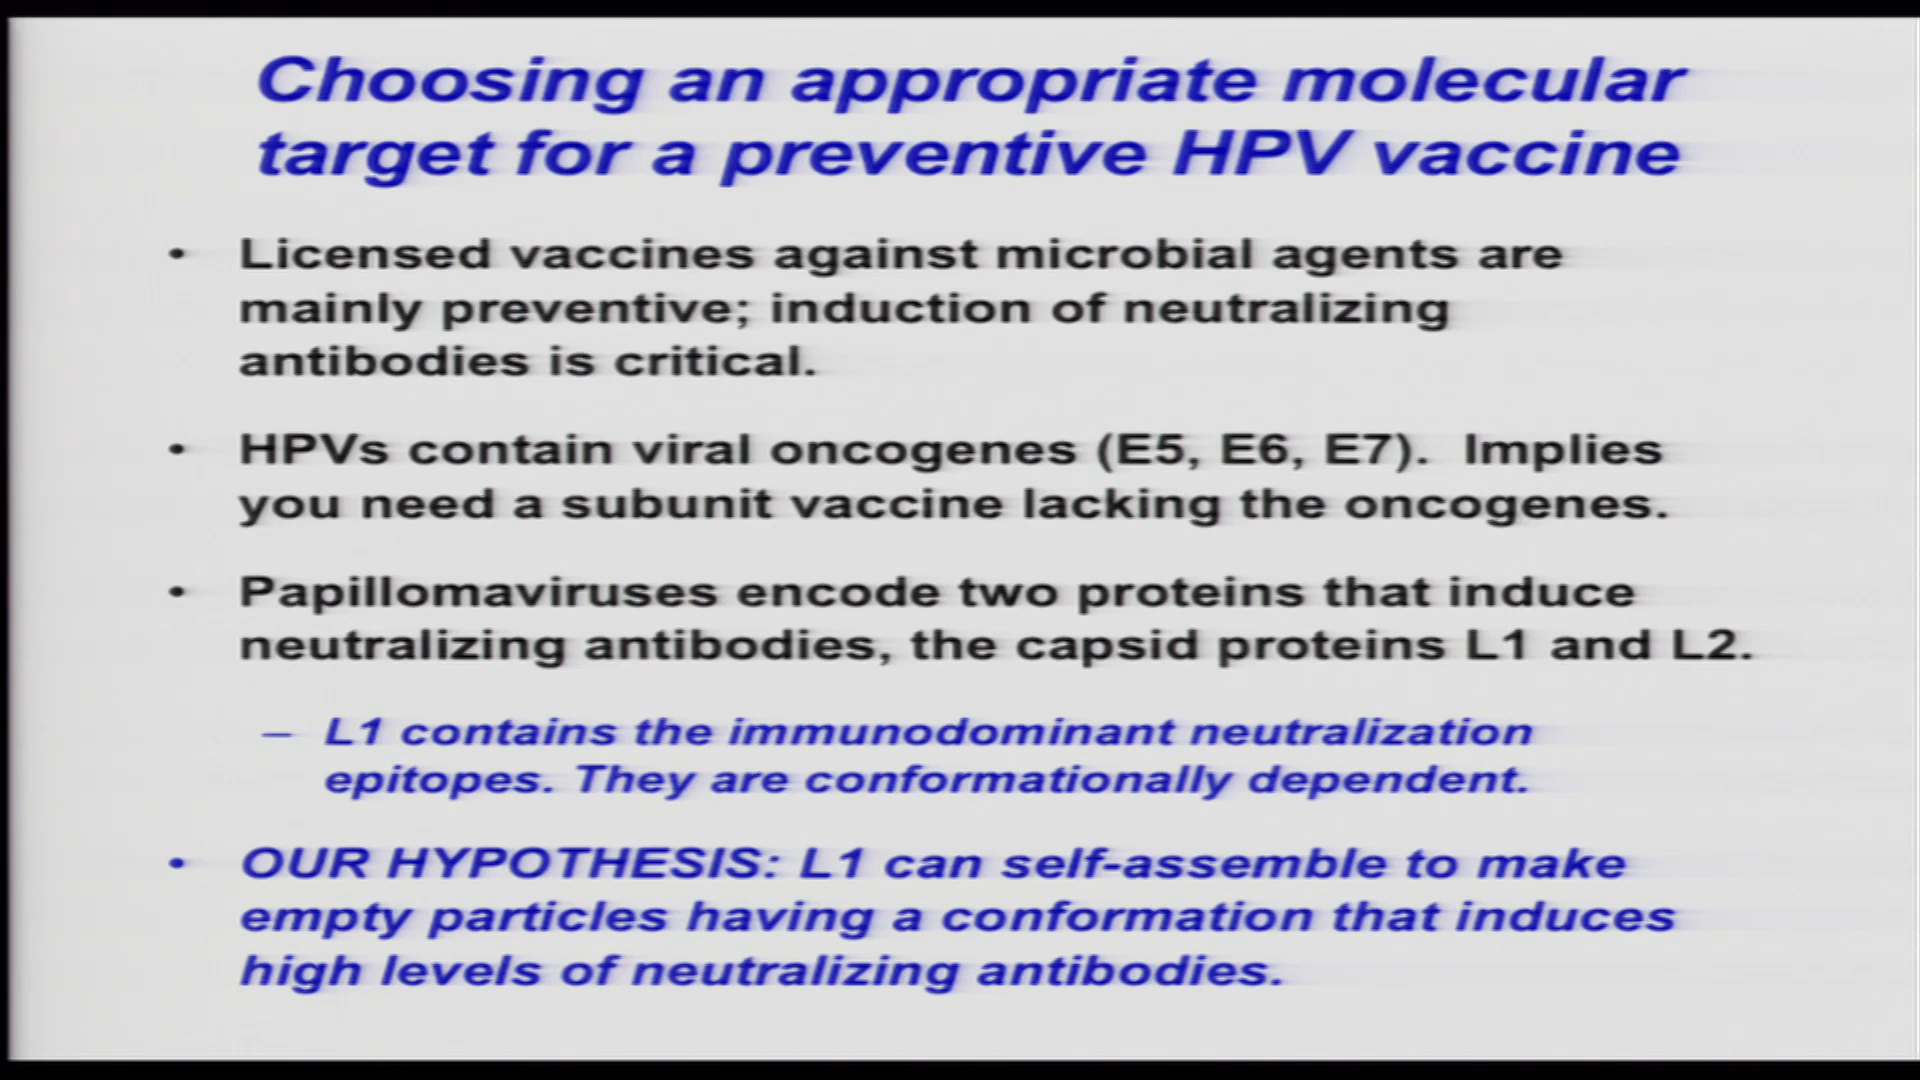 Choosing an appropriate molecular
target for a preventive HPV vaccine
• Licensed vaccines against microbial agents are
mainly preventive; induction of neutralizing
antibodies is critical.
• HPVs contain viral oncogenes (E5, E6, E7). Implies
you need a subunit vaccine lacking the oncogenes.
• Papillomaviruses encode two proteins that induce
neutralizing antibodies, the capsid proteins L1 and L2.
– L1 contains the immunodominant neutralization
epitopes. They are conformationally dependent.
• OUR HYPOTHESIS: L1 can self-assemble to make
empty particles having a conformation that induces
high levels of neutralizing antibodies.